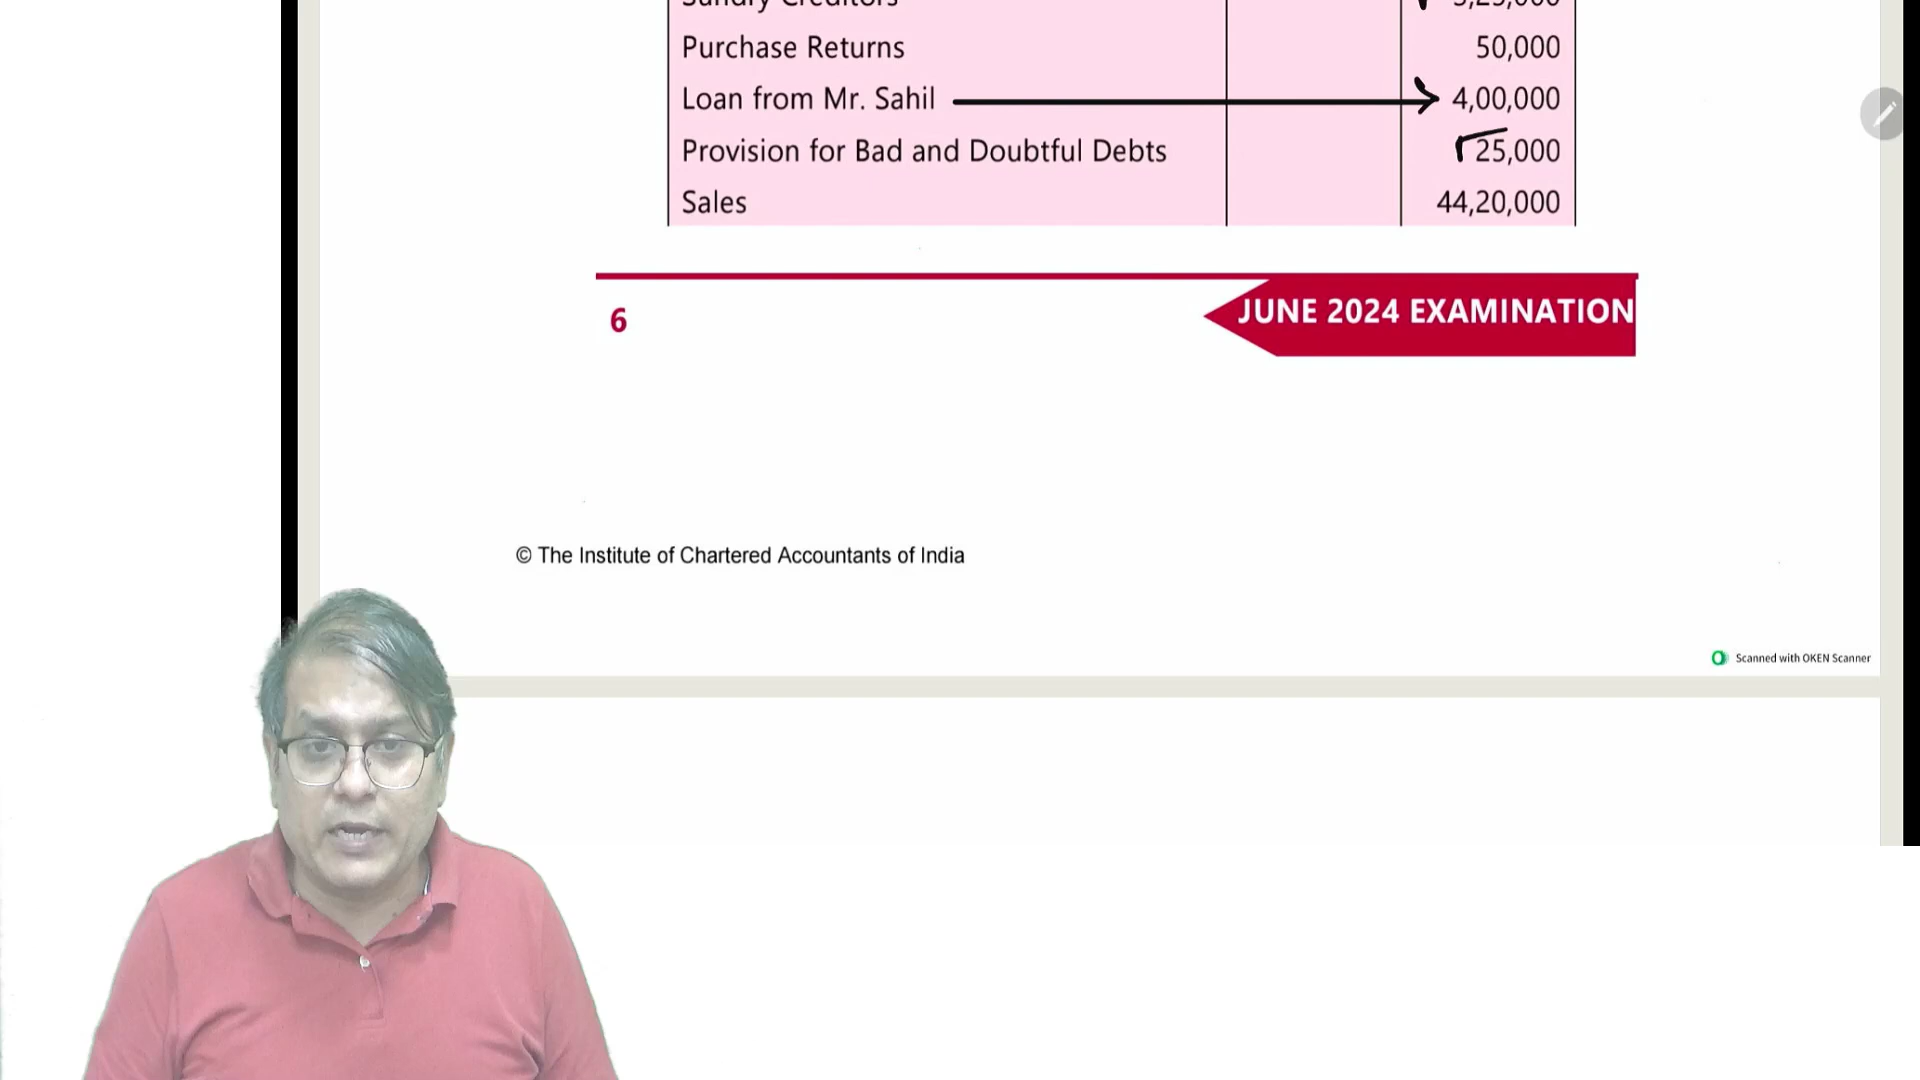 Sundry Creditors
Purchase Returns 50,000
Loan from Mr. Sahil 4,00,000
Provision for Bad and Doubtful Debts 25,000
Sales 44,20,000
6 JUNE 2024 EXAMINATION
© The Institute of Chartered Accountants of India
Scanned with OKEN Scanner